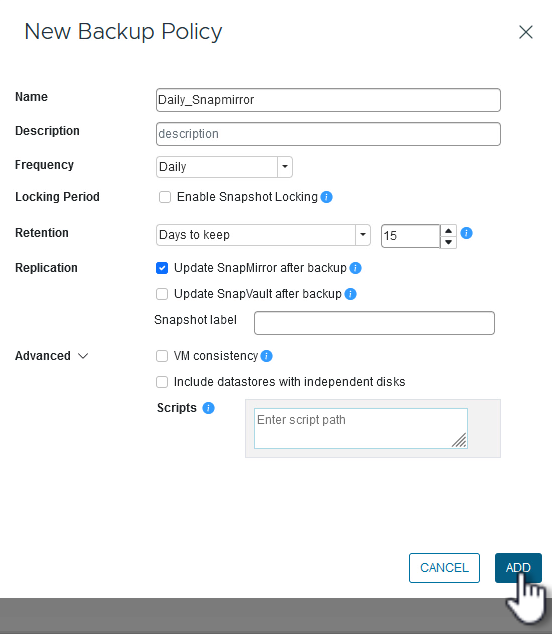 New Backup Policy
Name
Daily_Snapmirror
Description
description
Frequency
Daily
Locking Period
Enable Snapshot Locking
Retention
Days to keep
15
Replication
Update SnapMirror after backup
Update SnapVault after backup
Snapshot label
Advanced
VM consistency
Include datastores with independent disks
Scripts
Enter script path
CANCEL
ADD